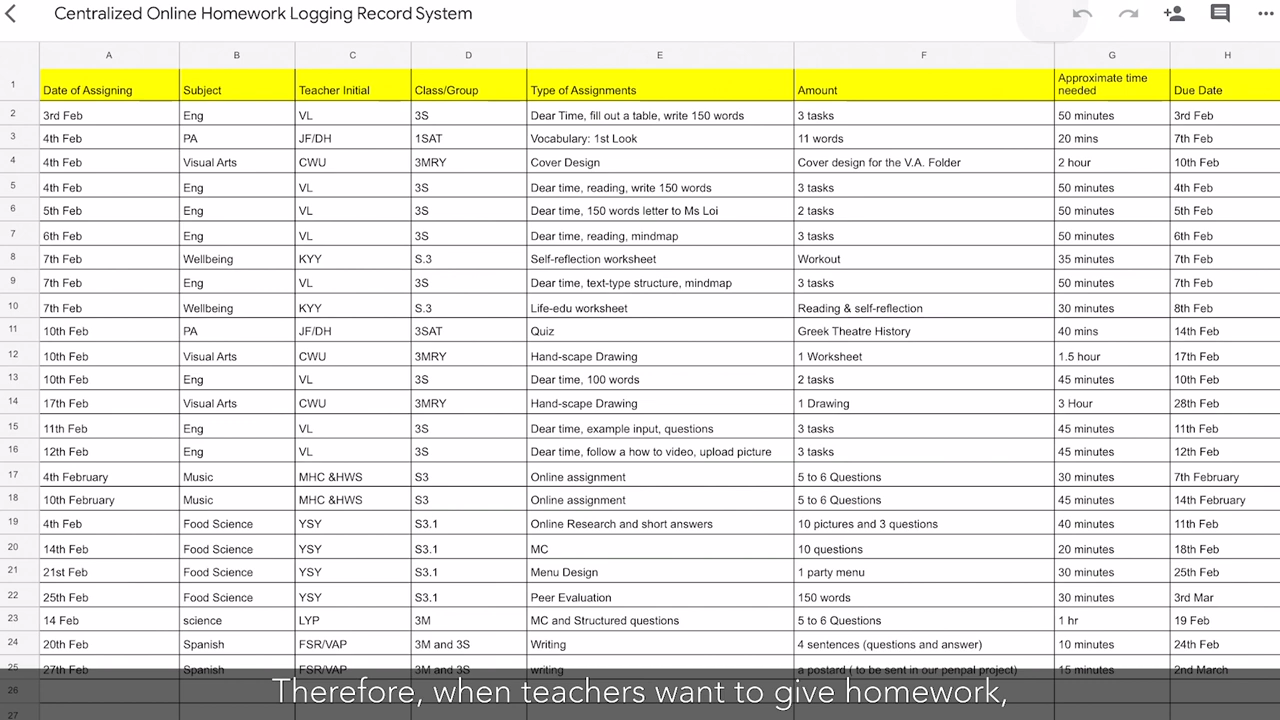 Centralized Online Homework Logging Record System
A B C D E F G H
1 Date of Assigning Subject Teacher Initial Class/Group Type of Assignments Amount Approximate time needed Due Date
2 3rd Feb Eng VL 3S Dear Time, fill out a table, write 150 words 3 tasks 50 minutes 3rd Feb
3 4th Feb PA JF/DH 1SAT Vocabulary: 1st Look 11 words 20 mins 7th Feb
4 4th Feb Visual Arts CWU 3MRY Cover Design Cover design for the V.A. Folder 2 hour 10th Feb
5 4th Feb Eng VL 3S Dear time, reading, write 150 words 3 tasks 50 minutes 4th Feb
6 5th Feb Eng VL 3S Dear time, 150 words letter to Ms Loi 2 tasks 50 minutes 5th Feb
7 6th Feb Eng VL 3S Dear time, reading, mindmap 3 tasks 50 minutes 6th Feb
8 7th Feb Wellbeing KYY S.3 Self-reflection worksheet Workout 35 minutes 7th Feb
9 7th Feb Eng VL 3S Dear time, text-type structure, mindmap 3 tasks 50 minutes 7th Feb
10 7th Feb Wellbeing KYY S.3 Life-edu worksheet Reading & self-reflection 30 minutes 8th Feb
11 10th Feb PA JF/DH 3SAT Quiz Greek Theatre History 40 mins 14th Feb
12 10th Feb Visual Arts CWU 3MRY Hand-scape Drawing 1 Worksheet 1.5 hour 17th Feb
13 10th Feb Eng VL 3S Dear time, 100 words 2 tasks 45 minutes 10th Feb
14 17th Feb Visual Arts CWU 3MRY Hand-scape Drawing 1 Drawing 3 Hour 28th Feb
15 11th Feb Eng VL 3S Dear time, example input, questions 3 tasks 45 minutes 11th Feb
16 12th Feb Eng VL 3S Dear time, follow a how to video, upload picture 3 tasks 45 minutes 12th Feb
17 4th February Music MHC &HWS S3 Online assignment 5 to 6 Questions 30 minutes 7th February
18 10th February Music MHC &HWS S3 Online assignment 5 to 6 Questions 45 minutes 14th February
19 4th Feb Food Science YSY S3.1 Online Research and short answers 10 pictures and 3 questions 40 minutes 11th Feb
20 14th Feb Food Science YSY S3.1 MC 10 questions 20 minutes 18th Feb
21 21st Feb Food Science YSY S3.1 Menu Design 1 party menu 30 minutes 25th Feb
22 25th Feb Food Science YSY S3.1 Peer Evaluation 150 words 30 minutes 3rd Mar
23 14 Feb science LYP 3M MC and Structured questions 5 to 6 Questions 1 hr 19 Feb
24 20th Feb Spanish FSR/VAP 3M and 3S Writing 4 sentences (questions and answer) 10 minutes 24th Feb
25 27th Feb Spanish FSR/VAP 3M and 3S writing a postard ( to be sent in our penpal project) 15 minutes 2nd March
26
Therefore, when teachers want to give homework,
27